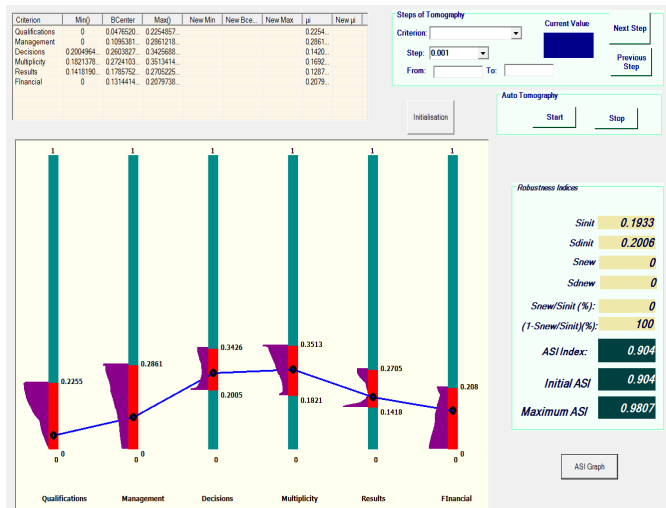 Criterion Min() BCenter Max() New Min New Bce... New Max μi New μi
Qualifications 0 0.0476520... 0.2254857... 0.2254...
Management 0 0.1095381... 0.2861218... 0.2861...
Decisions 0.2004964... 0.2603827... 0.3425688... 0.1420...
Multiplicity 0.1821378... 0.2724103... 0.3513414... 0.1692...
Results 0.1418190... 0.1785752... 0.2705225... 0.1287...
FInancial 0 0.1314414... 0.2079738... 0.2079...
Steps of Tomography
Criterion:
Step: 0.001
From: To:
Current Value
Next Step
Previous
Step
Initialisation
Auto Tomography
Start Stop
1 1 1 1 1 1
0.3426 0.3513
0.2861 0.2705
0.2255 0.208
0.2005 0.1821 0.1418
0 0 0
0 0 0 0 0 0
Qualifications Management Decisions Multiplicity Results FInancial
Robustness Indices
Sinit 0.1933
Sdinit 0.2006
Snew 0
Sdnew 0
Snew/Sinit (%): 0
(1-Snew/Sinit)(%): 100
ASI Index: 0.904
Initial ASI 0.904
Maximum ASI 0.9807
ASI Graph